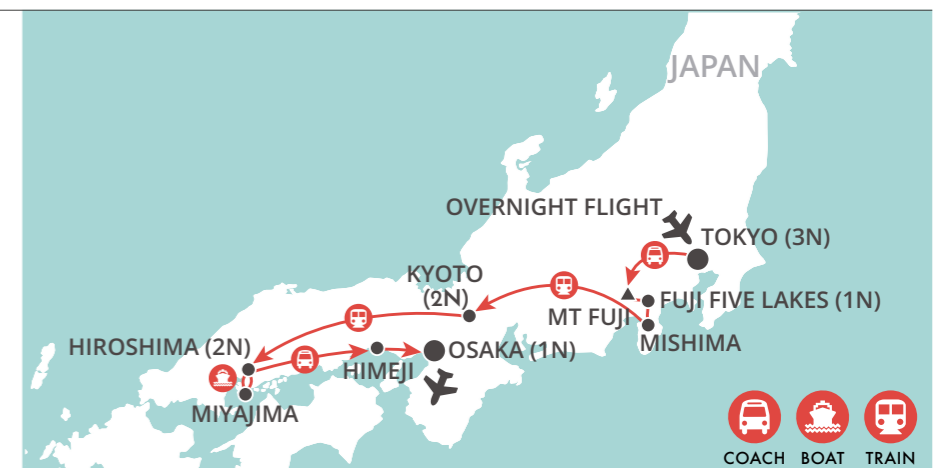 JAPAN
OVERNIGHT FLIGHT
TOKYO (3N)
KYOTO
(2N)
FUJI FIVE LAKES (1N)
MT FUJI
MISHIMA
HIROSHIMA (2N)
OSAKA (1N)
HIMEJI
MIYAJIMA
COACH BOAT TRAIN